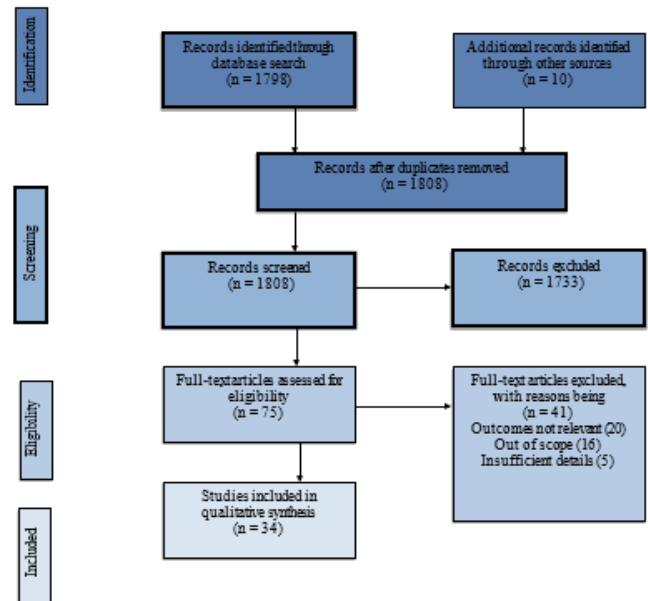 Identification
Records identified through
database search
(n = 1798)
Additional records identified
through other sources
(n = 10)
Records after duplicates removed
(n = 1808)
Screening
Records screened
(n = 1808)
Records excluded
(n = 1733)
Eligibility
Full-text articles assessed for
eligibility
(n = 75)
Full-text articles excluded,
with reasons being
(n = 41)
Outcomes not relevant (20)
Out of scope (16)
Insufficient details (5)
Included
Studies included in
qualitative synthesis
(n = 34)